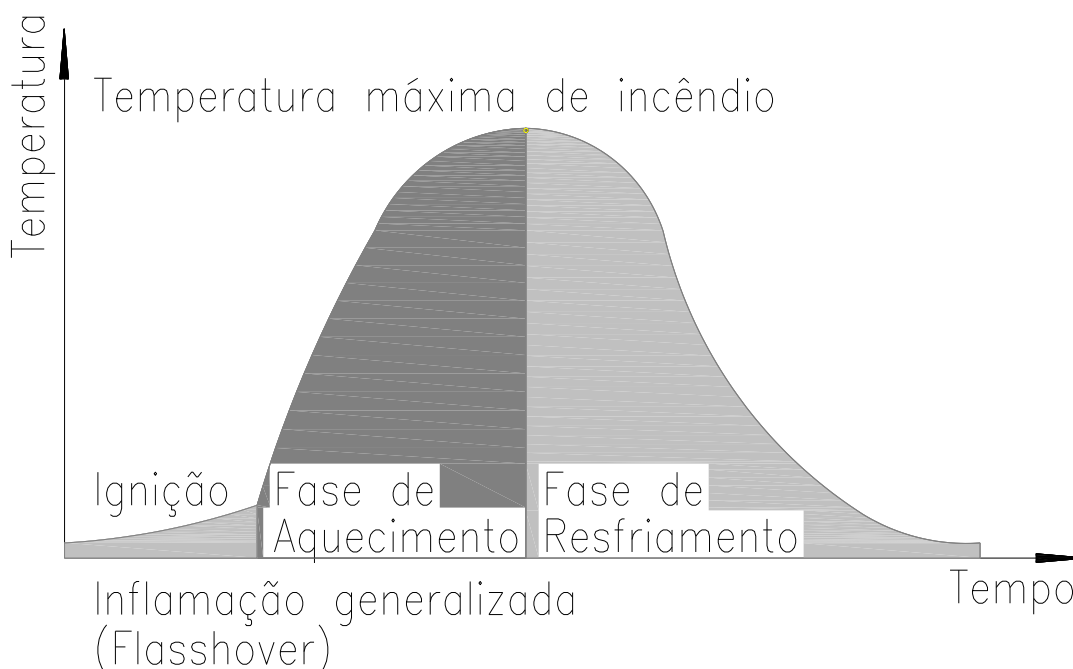 Temperatura
Temperatura máxima de incêndio
Ignição
Fase de
Aquecimento
Fase de
Resfriamento
Tempo
Inflamação generalizada
(Flasshover)